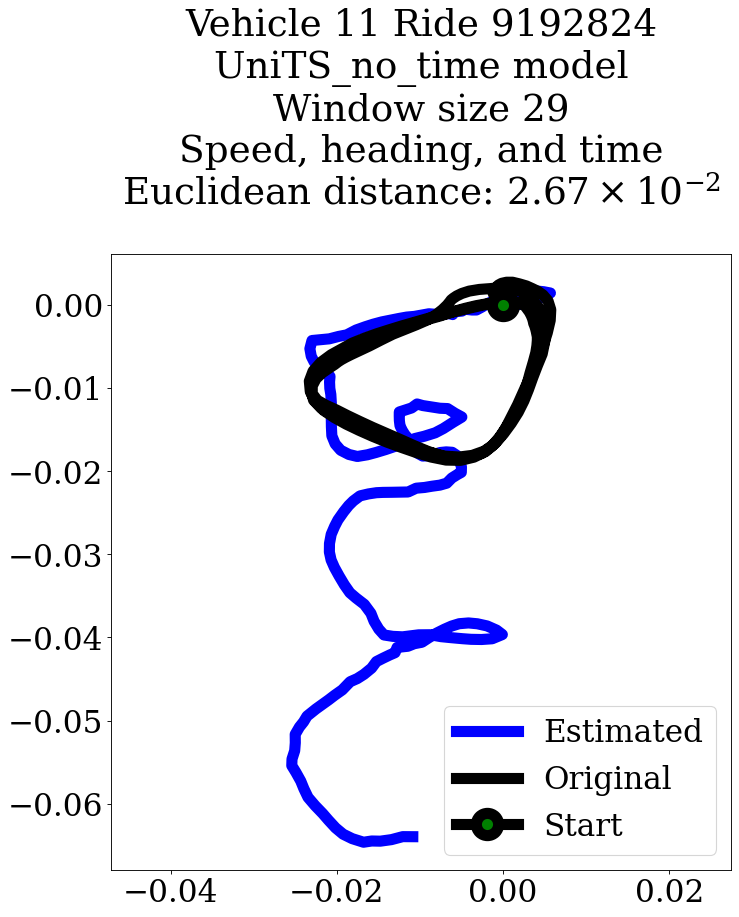 Vehicle 11 Ride 9192824
UniTS_no_time model
Window size 29
Speed, heading, and time
Euclidean distance: 2.67 × 10⁻²
0.00
−0.01
−0.02
−0.03
−0.04
−0.05
−0.06
Estimated
Original
Start
−0.04 −0.02 0.00 0.02